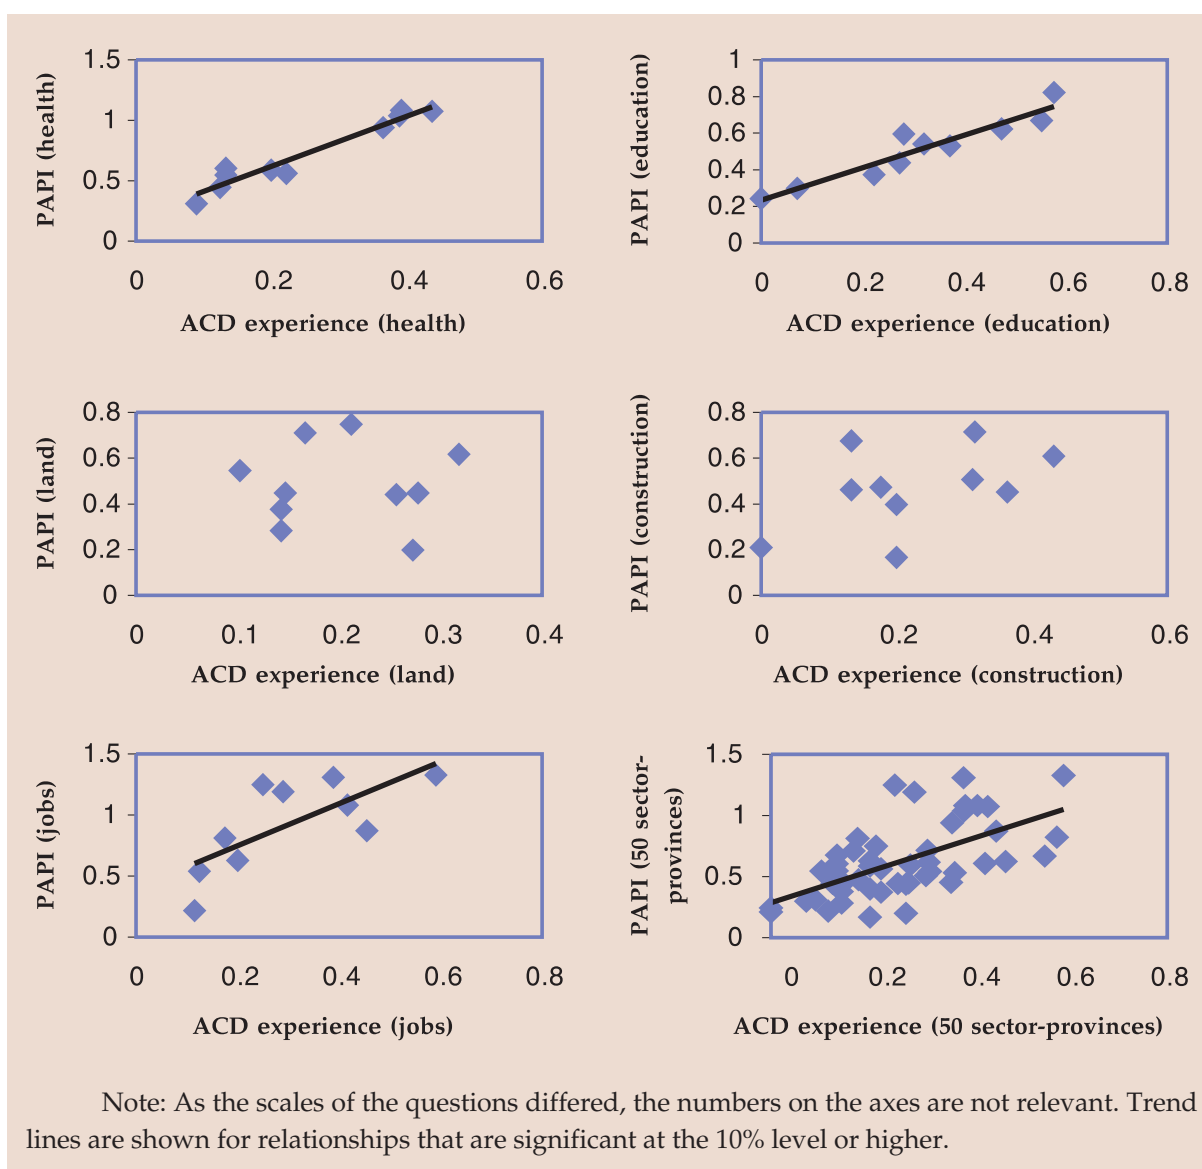 1.5
1
0.5
0
PAPI (health)
0 0.2 0.4 0.6
ACD experience (health)
1
0.8
0.6
0.4
0.2
0
PAPI (education)
0 0.2 0.4 0.6 0.8
ACD experience (education)
0.8
0.6
0.4
0.2
0
PAPI (land)
0 0.1 0.2 0.3 0.4
ACD experience (land)
0.8
0.6
0.4
0.2
0
PAPI (construction)
0 0.2 0.4 0.6
ACD experience (construction)
1.5
1
0.5
0
PAPI (jobs)
0 0.2 0.4 0.6 0.8
ACD experience (jobs)
1.5
1
0.5
0
PAPI (50 sector-
provinces)
0 0.2 0.4 0.6 0.8
ACD experience (50 sector-provinces)
Note: As the scales of the questions differed, the numbers on the axes are not relevant. Trend
lines are shown for relationships that are significant at the 10% level or higher.